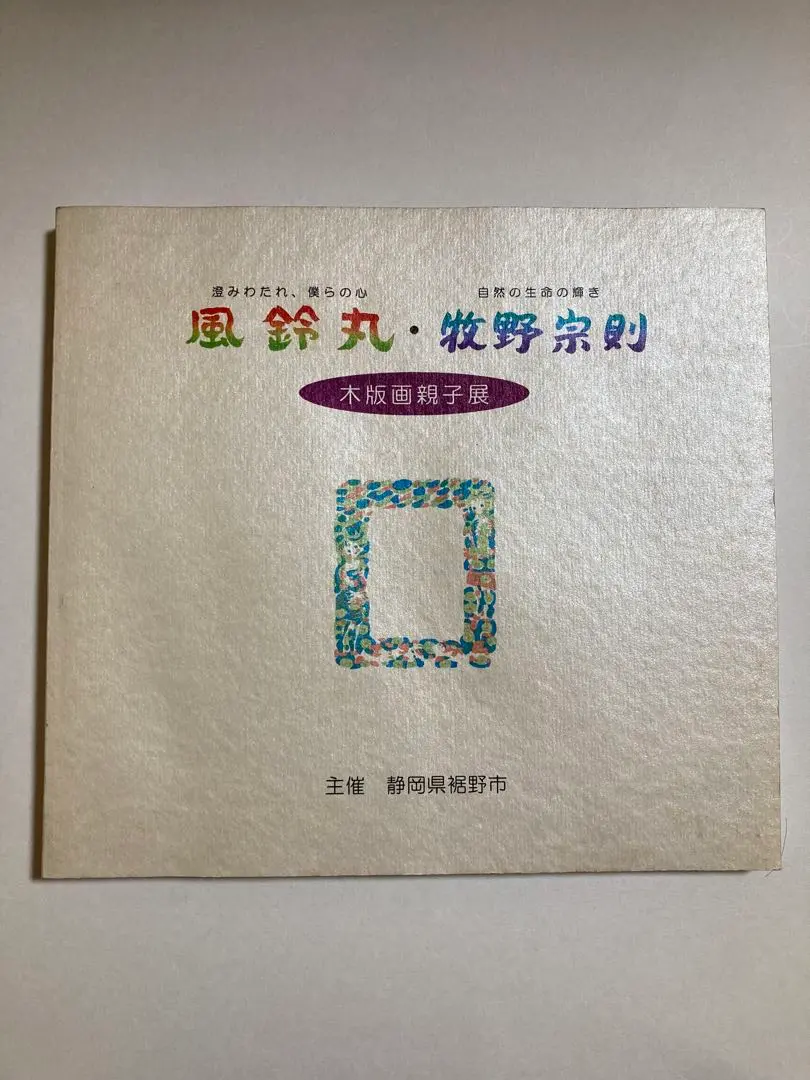 澄みわたれ、僕らの心 自然の生命の輝き
風鈴丸・牧野宗則
木版画親子展
主催 静岡県裾野市